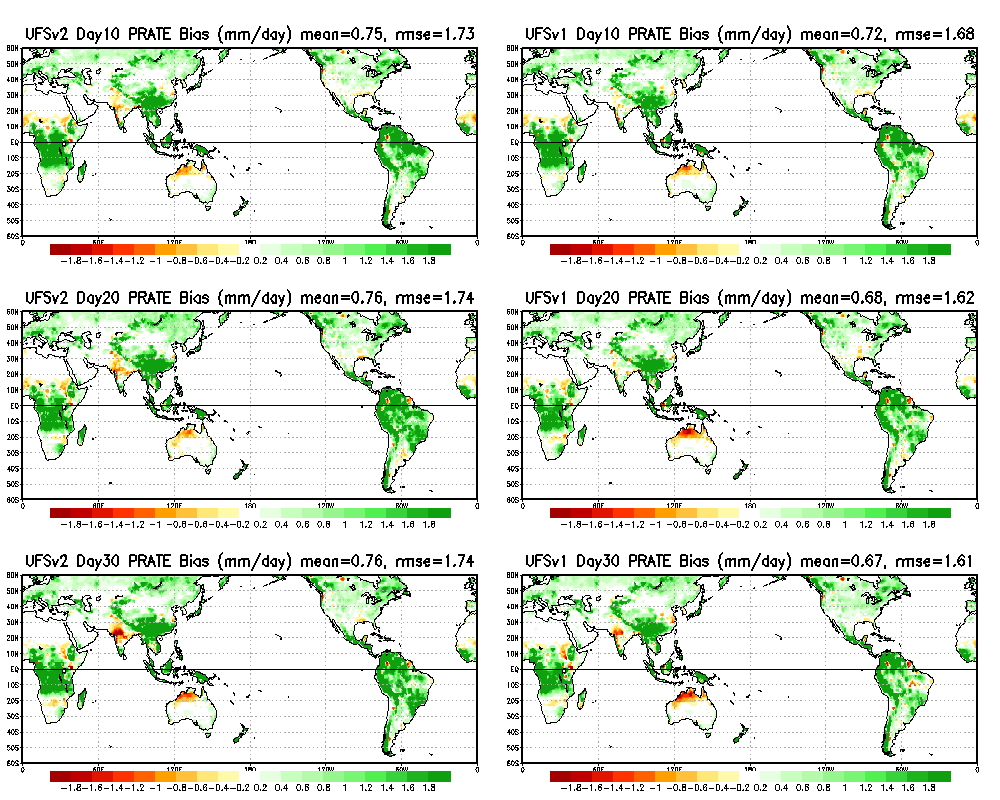 UFSv2 Day10 PRATE Bias (mm/day) mean=0.75, rmse=1.73
60N
50N
40N
30N
20N
10N
EQ
10S
20S
30S
40S
50S
60S
0 60E 120E 180 120W 60W 0
-1.8-1.6-1.4-1.2 -1 -0.8-0.6-0.4-0.2 0.2 0.4 0.6 0.8 1 1.2 1.4 1.6 1.8
UFSv1 Day10 PRATE Bias (mm/day) mean=0.72, rmse=1.68
60N
50N
40N
30N
20N
10N
EQ
10S
20S
30S
40S
50S
60S
0 60E 120E 180 120W 60W 0
-1.8-1.6-1.4-1.2 -1 -0.8-0.6-0.4-0.2 0.2 0.4 0.6 0.8 1 1.2 1.4 1.6 1.8
UFSv2 Day20 PRATE Bias (mm/day) mean=0.76, rmse=1.74
60N
50N
40N
30N
20N
10N
EQ
10S
20S
30S
40S
50S
60S
0 60E 120E 180 120W 60W 0
-1.8-1.6-1.4-1.2 -1 -0.8-0.6-0.4-0.2 0.2 0.4 0.6 0.8 1 1.2 1.4 1.6 1.8
UFSv1 Day20 PRATE Bias (mm/day) mean=0.68, rmse=1.62
60N
50N
40N
30N
20N
10N
EQ
10S
20S
30S
40S
50S
60S
0 60E 120E 180 120W 60W 0
-1.8-1.6-1.4-1.2 -1 -0.8-0.6-0.4-0.2 0.2 0.4 0.6 0.8 1 1.2 1.4 1.6 1.8
UFSv2 Day30 PRATE Bias (mm/day) mean=0.76, rmse=1.74
60N
50N
40N
30N
20N
10N
EQ
10S
20S
30S
40S
50S
60S
0 60E 120E 180 120W 60W 0
-1.8-1.6-1.4-1.2 -1 -0.8-0.6-0.4-0.2 0.2 0.4 0.6 0.8 1 1.2 1.4 1.6 1.8
UFSv1 Day30 PRATE Bias (mm/day) mean=0.67, rmse=1.61
60N
50N
40N
30N
20N
10N
EQ
10S
20S
30S
40S
50S
60S
0 60E 120E 180 120W 60W 0
-1.8-1.6-1.4-1.2 -1 -0.8-0.6-0.4-0.2 0.2 0.4 0.6 0.8 1 1.2 1.4 1.6 1.8